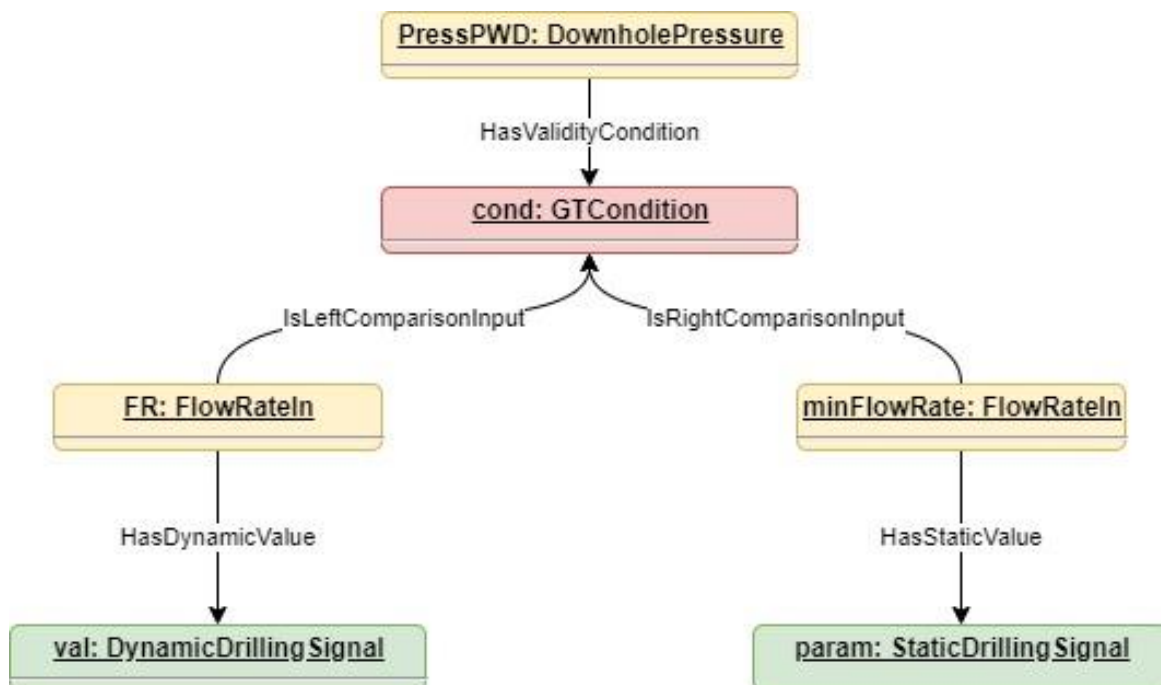 PressPWD: DownholePressure
HasValidityCondition
cond: GTCondition
IsLeftComparisonInput
IsRightComparisonInput
FR: FlowRateIn
minFlowRate: FlowRateIn
HasDynamicValue
HasStaticValue
val: DynamicDrillingSignal
param: StaticDrillingSignal